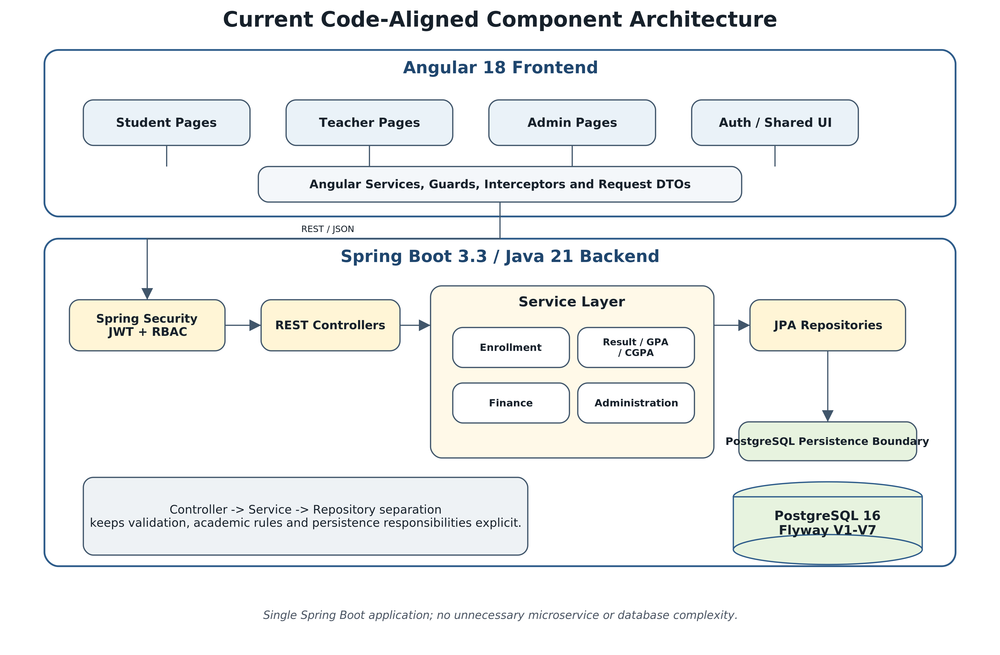 Current Code-Aligned Component Architecture
Angular 18 Frontend
Student Pages
Teacher Pages
Admin Pages
Auth / Shared UI
Angular Services, Guards, Interceptors and Request DTOs
REST / JSON
Spring Boot 3.3 / Java 21 Backend
Spring Security
JWT + RBAC
REST Controllers
Service Layer
Enrollment
Result / GPA
/ CGPA
Finance
Administration
JPA Repositories
PostgreSQL Persistence Boundary
Controller -> Service -> Repository separation
keeps validation, academic rules and persistence responsibilities explicit.
PostgreSQL 16
Flyway V1-V7
Single Spring Boot application; no unnecessary microservice or database complexity.